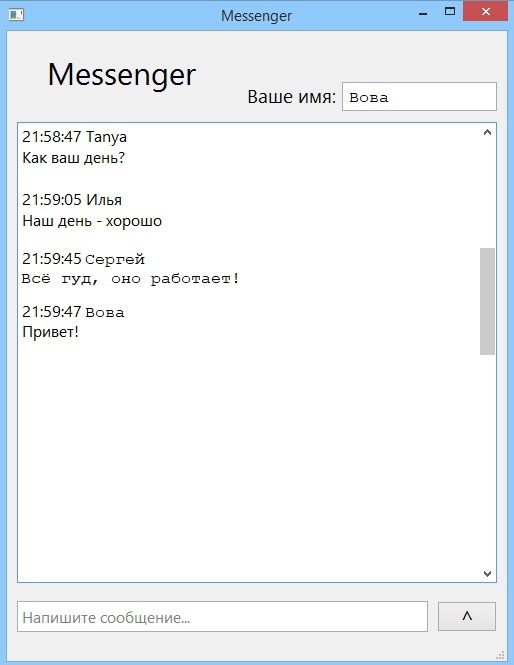 Messenger
Messenger
Ваше имя: Вова
21:58:47 Tanya
Как ваш день?
21:59:05 Илья
Наш день - хорошо
21:59:45 Сергей
Всё гуд, оно работает!
21:59:47 Вова
Привет!
Напишите сообщение...
^